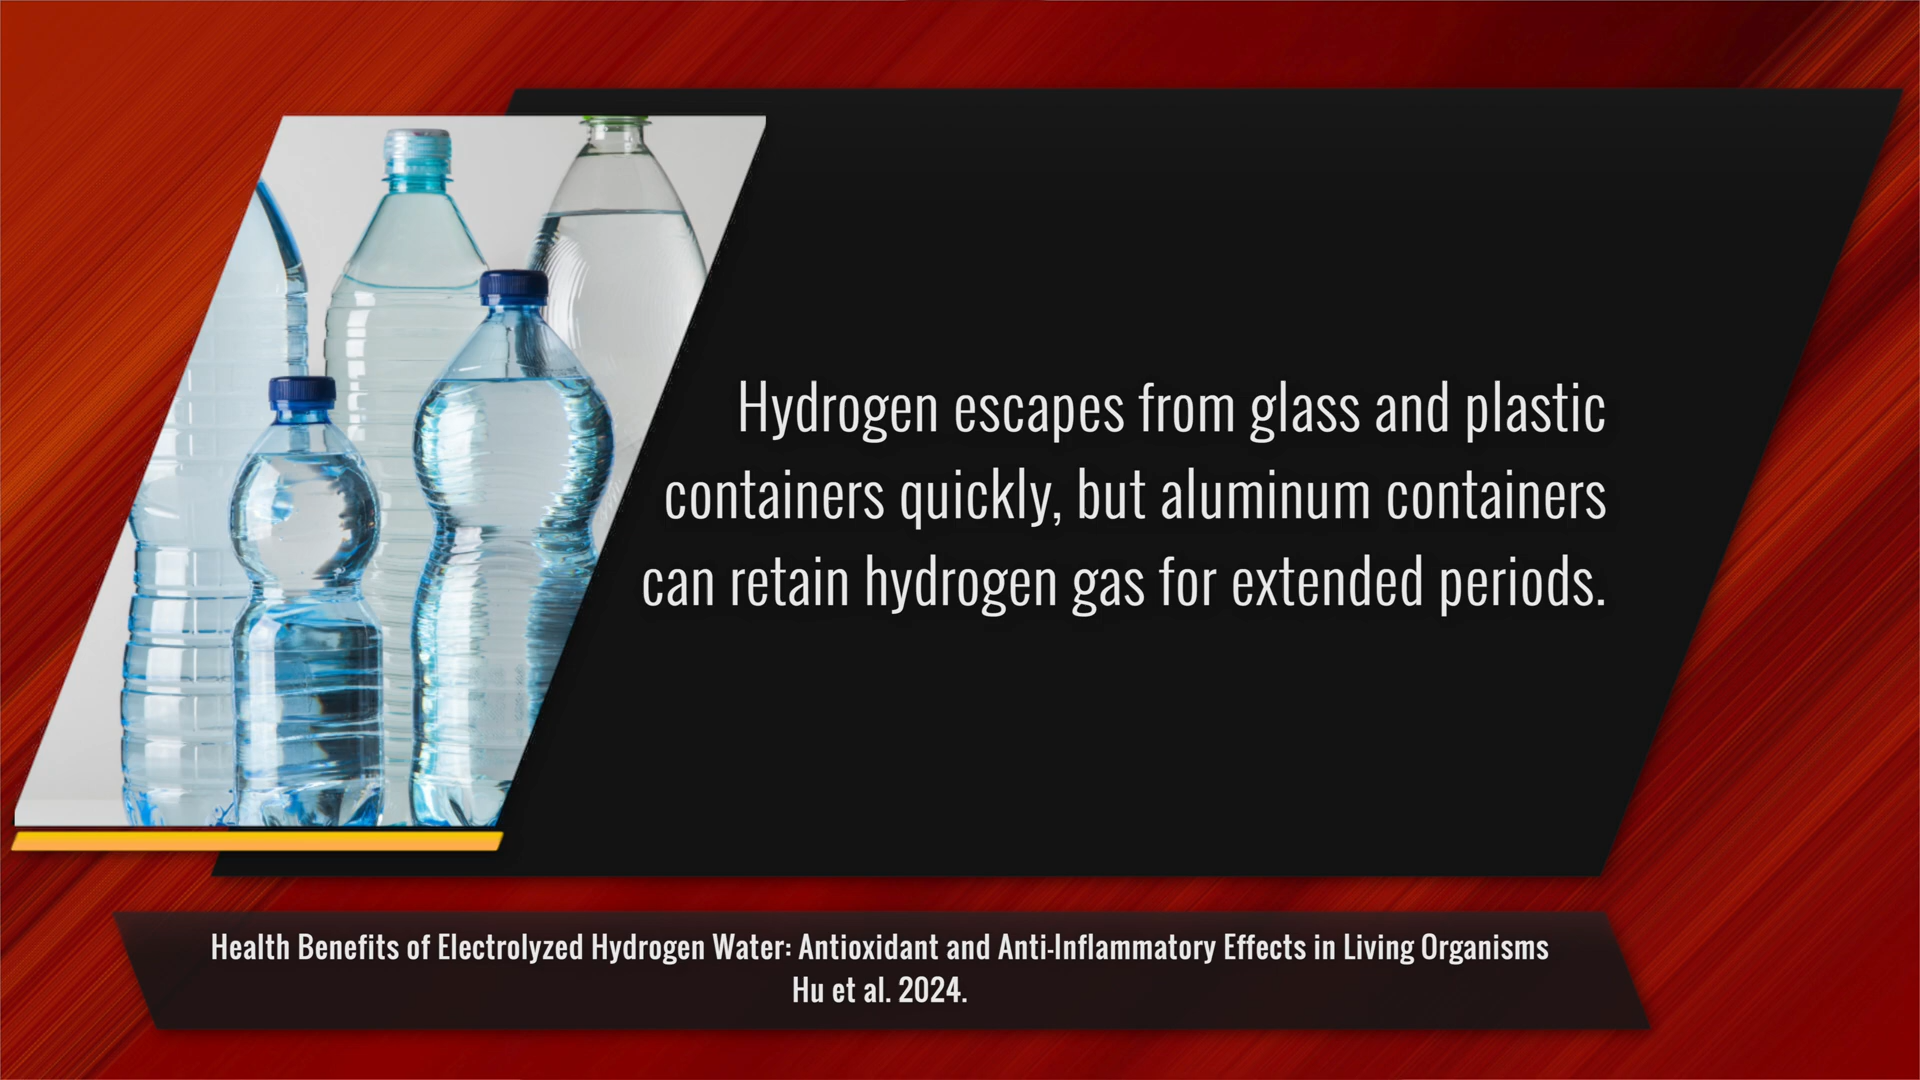 Hydrogen escapes from glass and plastic
containers quickly, but aluminum containers
can retain hydrogen gas for extended periods.
Health Benefits of Electrolyzed Hydrogen Water: Antioxidant and Anti-Inflammatory Effects in Living Organisms
Hu et al. 2024.